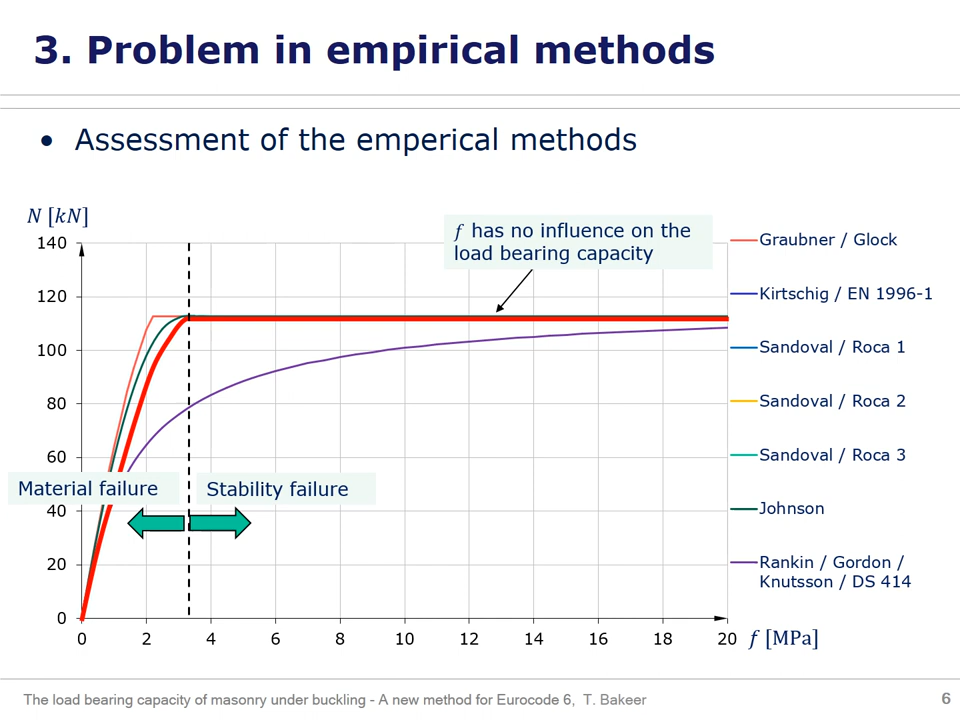 3. Problem in empirical methods
• Assessment of the emperical methods
N [kN]
f has no influence on the
load bearing capacity
140
120
100
80
60
40
20
0
Material failure
Stability failure
0 2 4 6 8 10 12 14 16 18 20
f [MPa]
Graubner / Glock
Kirtschig / EN 1996-1
Sandoval / Roca 1
Sandoval / Roca 2
Sandoval / Roca 3
Johnson
Rankin / Gordon /
Knutsson / DS 414
The load bearing capacity of masonry under buckling - A new method for Eurocode 6, T. Bakeer
6